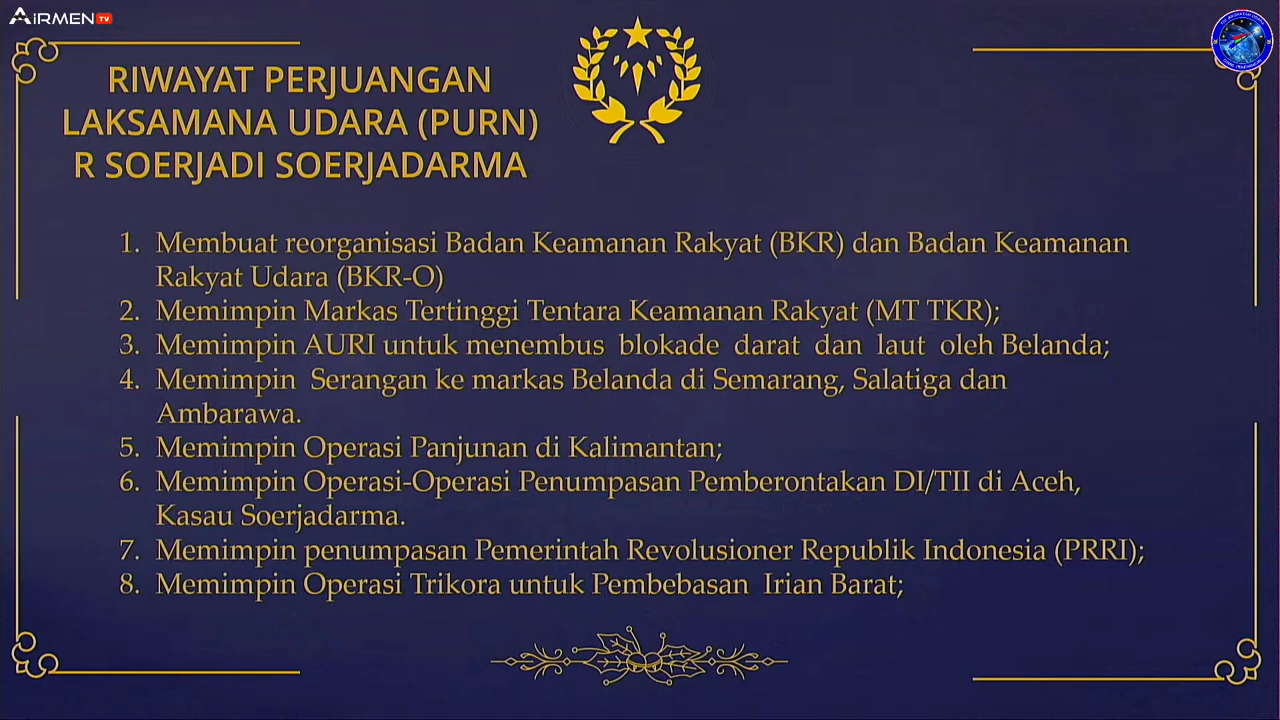 AIRMEN TV
RIWAYAT PERJUANGAN
LAKSAMANA UDARA (PURN)
R SOERJADI SOERJADARMA
1. Membuat reorganisasi Badan Keamanan Rakyat (BKR) dan Badan Keamanan
Rakyat Udara (BKR-O)
2. Memimpin Markas Tertinggi Tentara Keamanan Rakyat (MT TKR);
3. Memimpin AURI untuk menembus blokade darat dan laut oleh Belanda;
4. Memimpin Serangan ke markas Belanda di Semarang, Salatiga dan
Ambarawa.
5. Memimpin Operasi Panjunan di Kalimantan;
6. Memimpin Operasi-Operasi Penumpasan Pemberontakan DI/TII di Aceh,
Kasau Soerjadarma.
7. Memimpin penumpasan Pemerintah Revolusioner Republik Indonesia (PRRI);
8. Memimpin Operasi Trikora untuk Pembebasan Irian Barat;